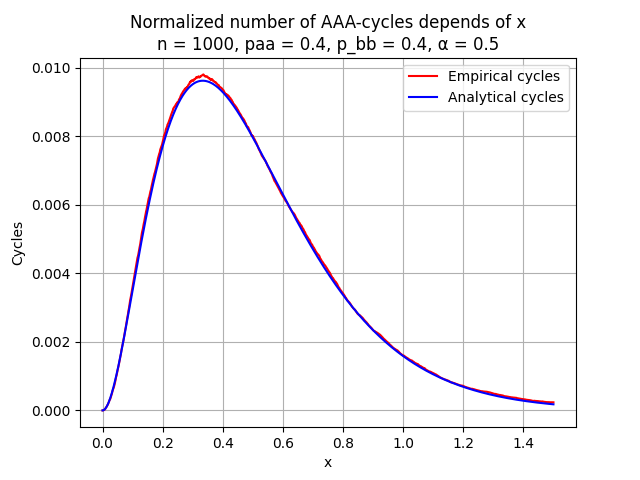 Normalized number of AAA-cycles depends of x
n = 1000, paa = 0.4, p_bb = 0.4, α = 0.5
Empirical cycles
Analytical cycles
Cycles
0.010
0.008
0.006
0.004
0.002
0.000
0.0 0.2 0.4 0.6 0.8 1.0 1.2 1.4
x